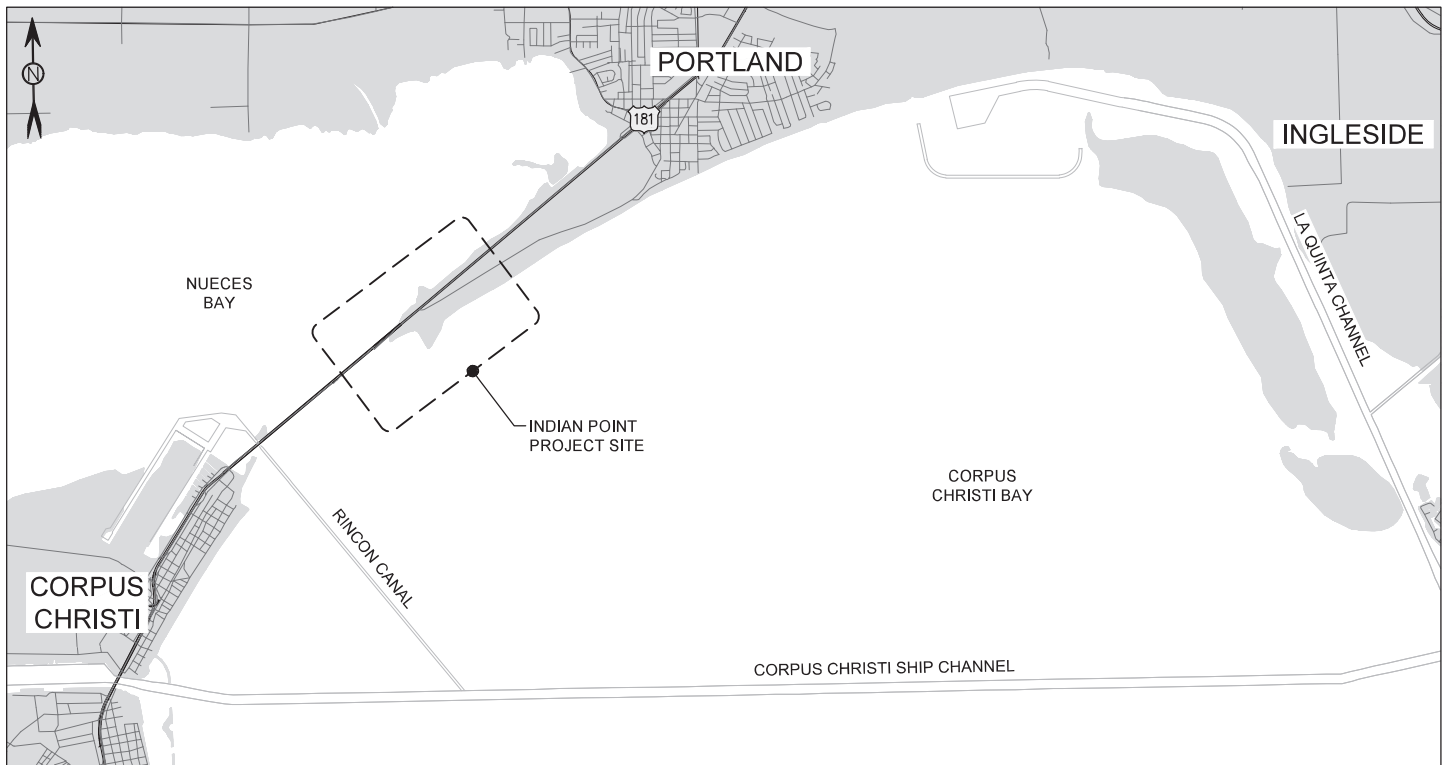 N
PORTLAND
181
INGLESIDE
LA QUINTA CHANNEL
NUECES
BAY
INDIAN POINT
PROJECT SITE
CORPUS
CHRISTI BAY
RINCON CANAL
CORPUS
CHRISTI
CORPUS CHRISTI SHIP CHANNEL